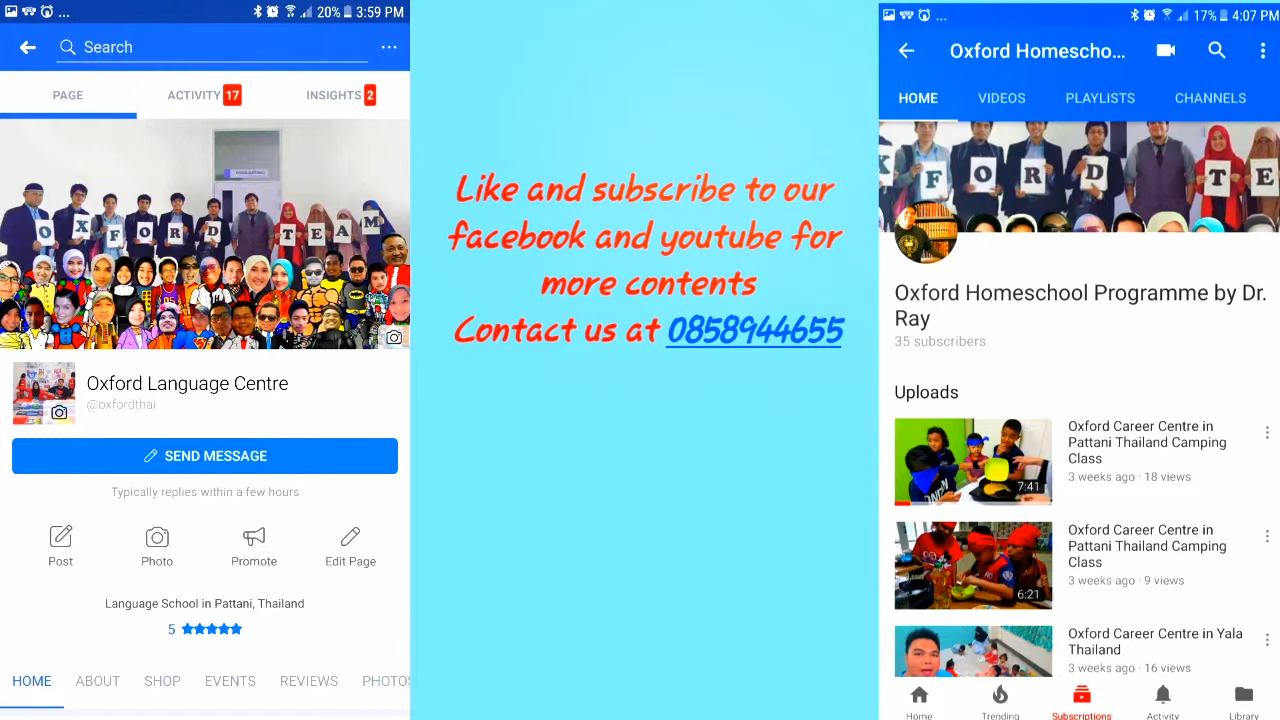 ... 20% 3:59 PM
Search
PAGE ACTIVITY 17 INSIGHTS 2
O X F O R D T E A M
Oxford Language Centre
@oxfordthai
SEND MESSAGE
Typically replies within a few hours
Post Photo Promote Edit Page
Language School in Pattani, Thailand
5
HOME ABOUT SHOP EVENTS REVIEWS PHOTOS
Like and subscribe to our
facebook and youtube for
more contents
Contact us at 0858944655
... 17% 4:07 PM
Oxford Homescho...
HOME VIDEOS PLAYLISTS CHANNELS
F O R D T E
Oxford Homeschool Programme by Dr.
Ray
35 subscribers
Uploads
Oxford Career Centre in
Pattani Thailand Camping
Class
3 weeks ago · 18 views
7:41
Oxford Career Centre in
Pattani Thailand Camping
Class
3 weeks ago · 9 views
6:21
Oxford Career Centre in Yala
Thailand
3 weeks ago · 16 views
Home Trending Subscriptions Activity Library